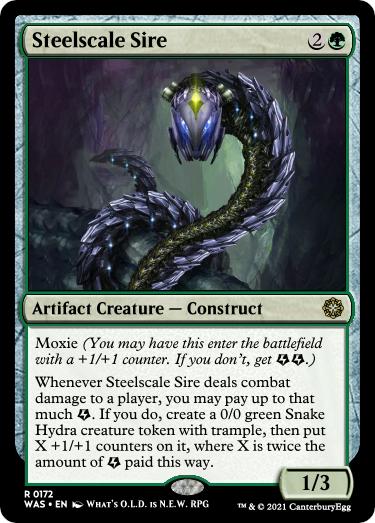 Steelscale Sire 2
Artifact Creature — Construct
Moxie (You may have this enter the battlefield
with a +1/+1 counter. If you don't, get .)
Whenever Steelscale Sire deals combat
damage to a player, you may pay up to that
much . If you do, create a 0/0 green Snake
Hydra creature token with trample, then put
X +1/+1 counters on it, where X is twice the
amount of paid this way.
1/3
R 0172
WAS • EN WHAT'S O.L.D. IS N.E.W. RPG
™ & © 2021 CanterburyEgg